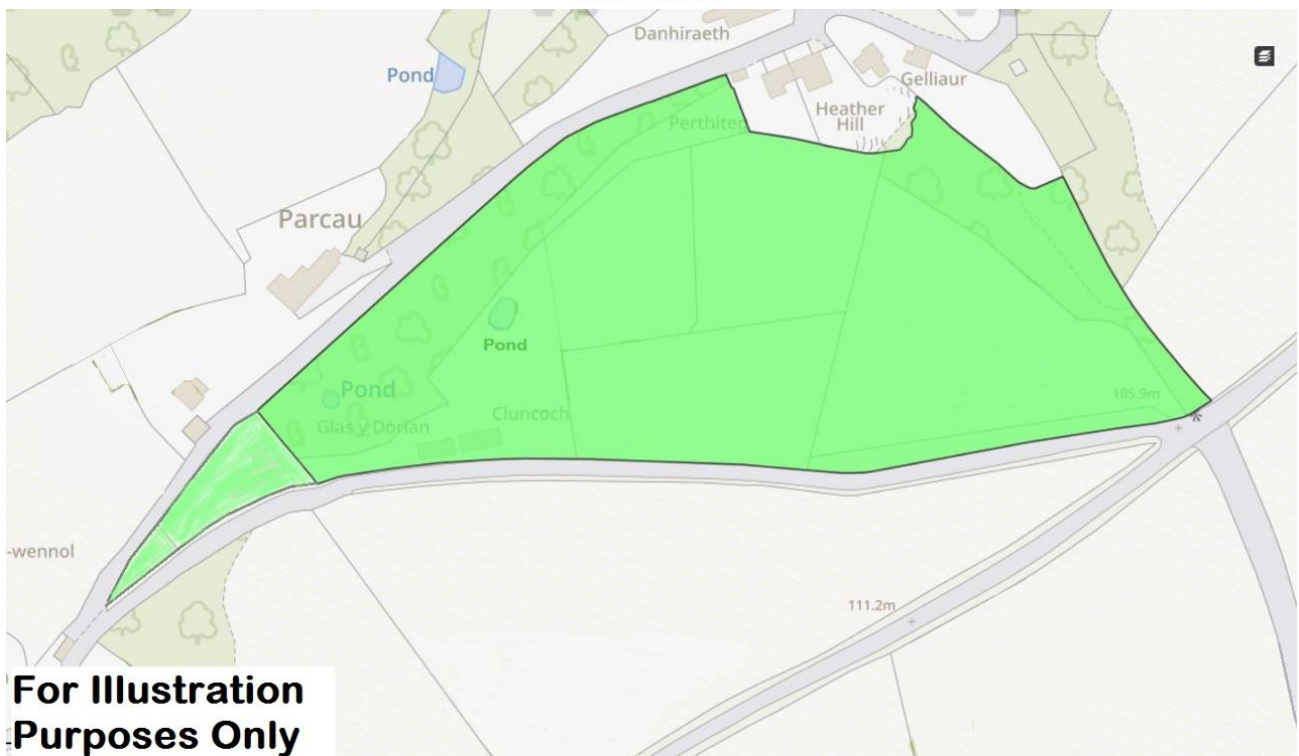 Danhiraeth
Pond
Gelliaur
Heather
Hill
Perthiteg
Parcau
Pond
Pond
105.9m
Glas y Dorlan
Cluncoch
-wennol
111.2m
For Illustration
Purposes Only